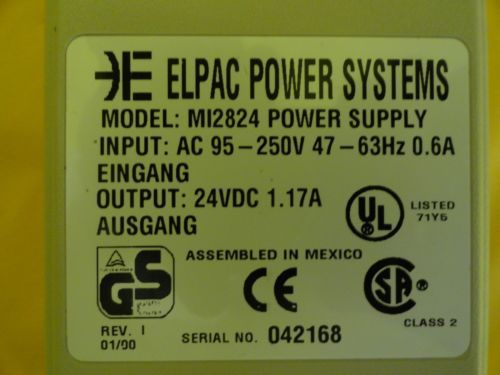 ELPAC POWER SYSTEMS
MODEL: MI2824 POWER SUPPLY
INPUT: AC 95-250V 47-63Hz 0.6A
EINGANG
OUTPUT: 24VDC 1.17A
AUSGANG
UL
LISTED
71Y6
ASSEMBLED IN MEXICO
GS
CE
SA
CLASS 2
REV. I
01/00
SERIAL NO. 042168